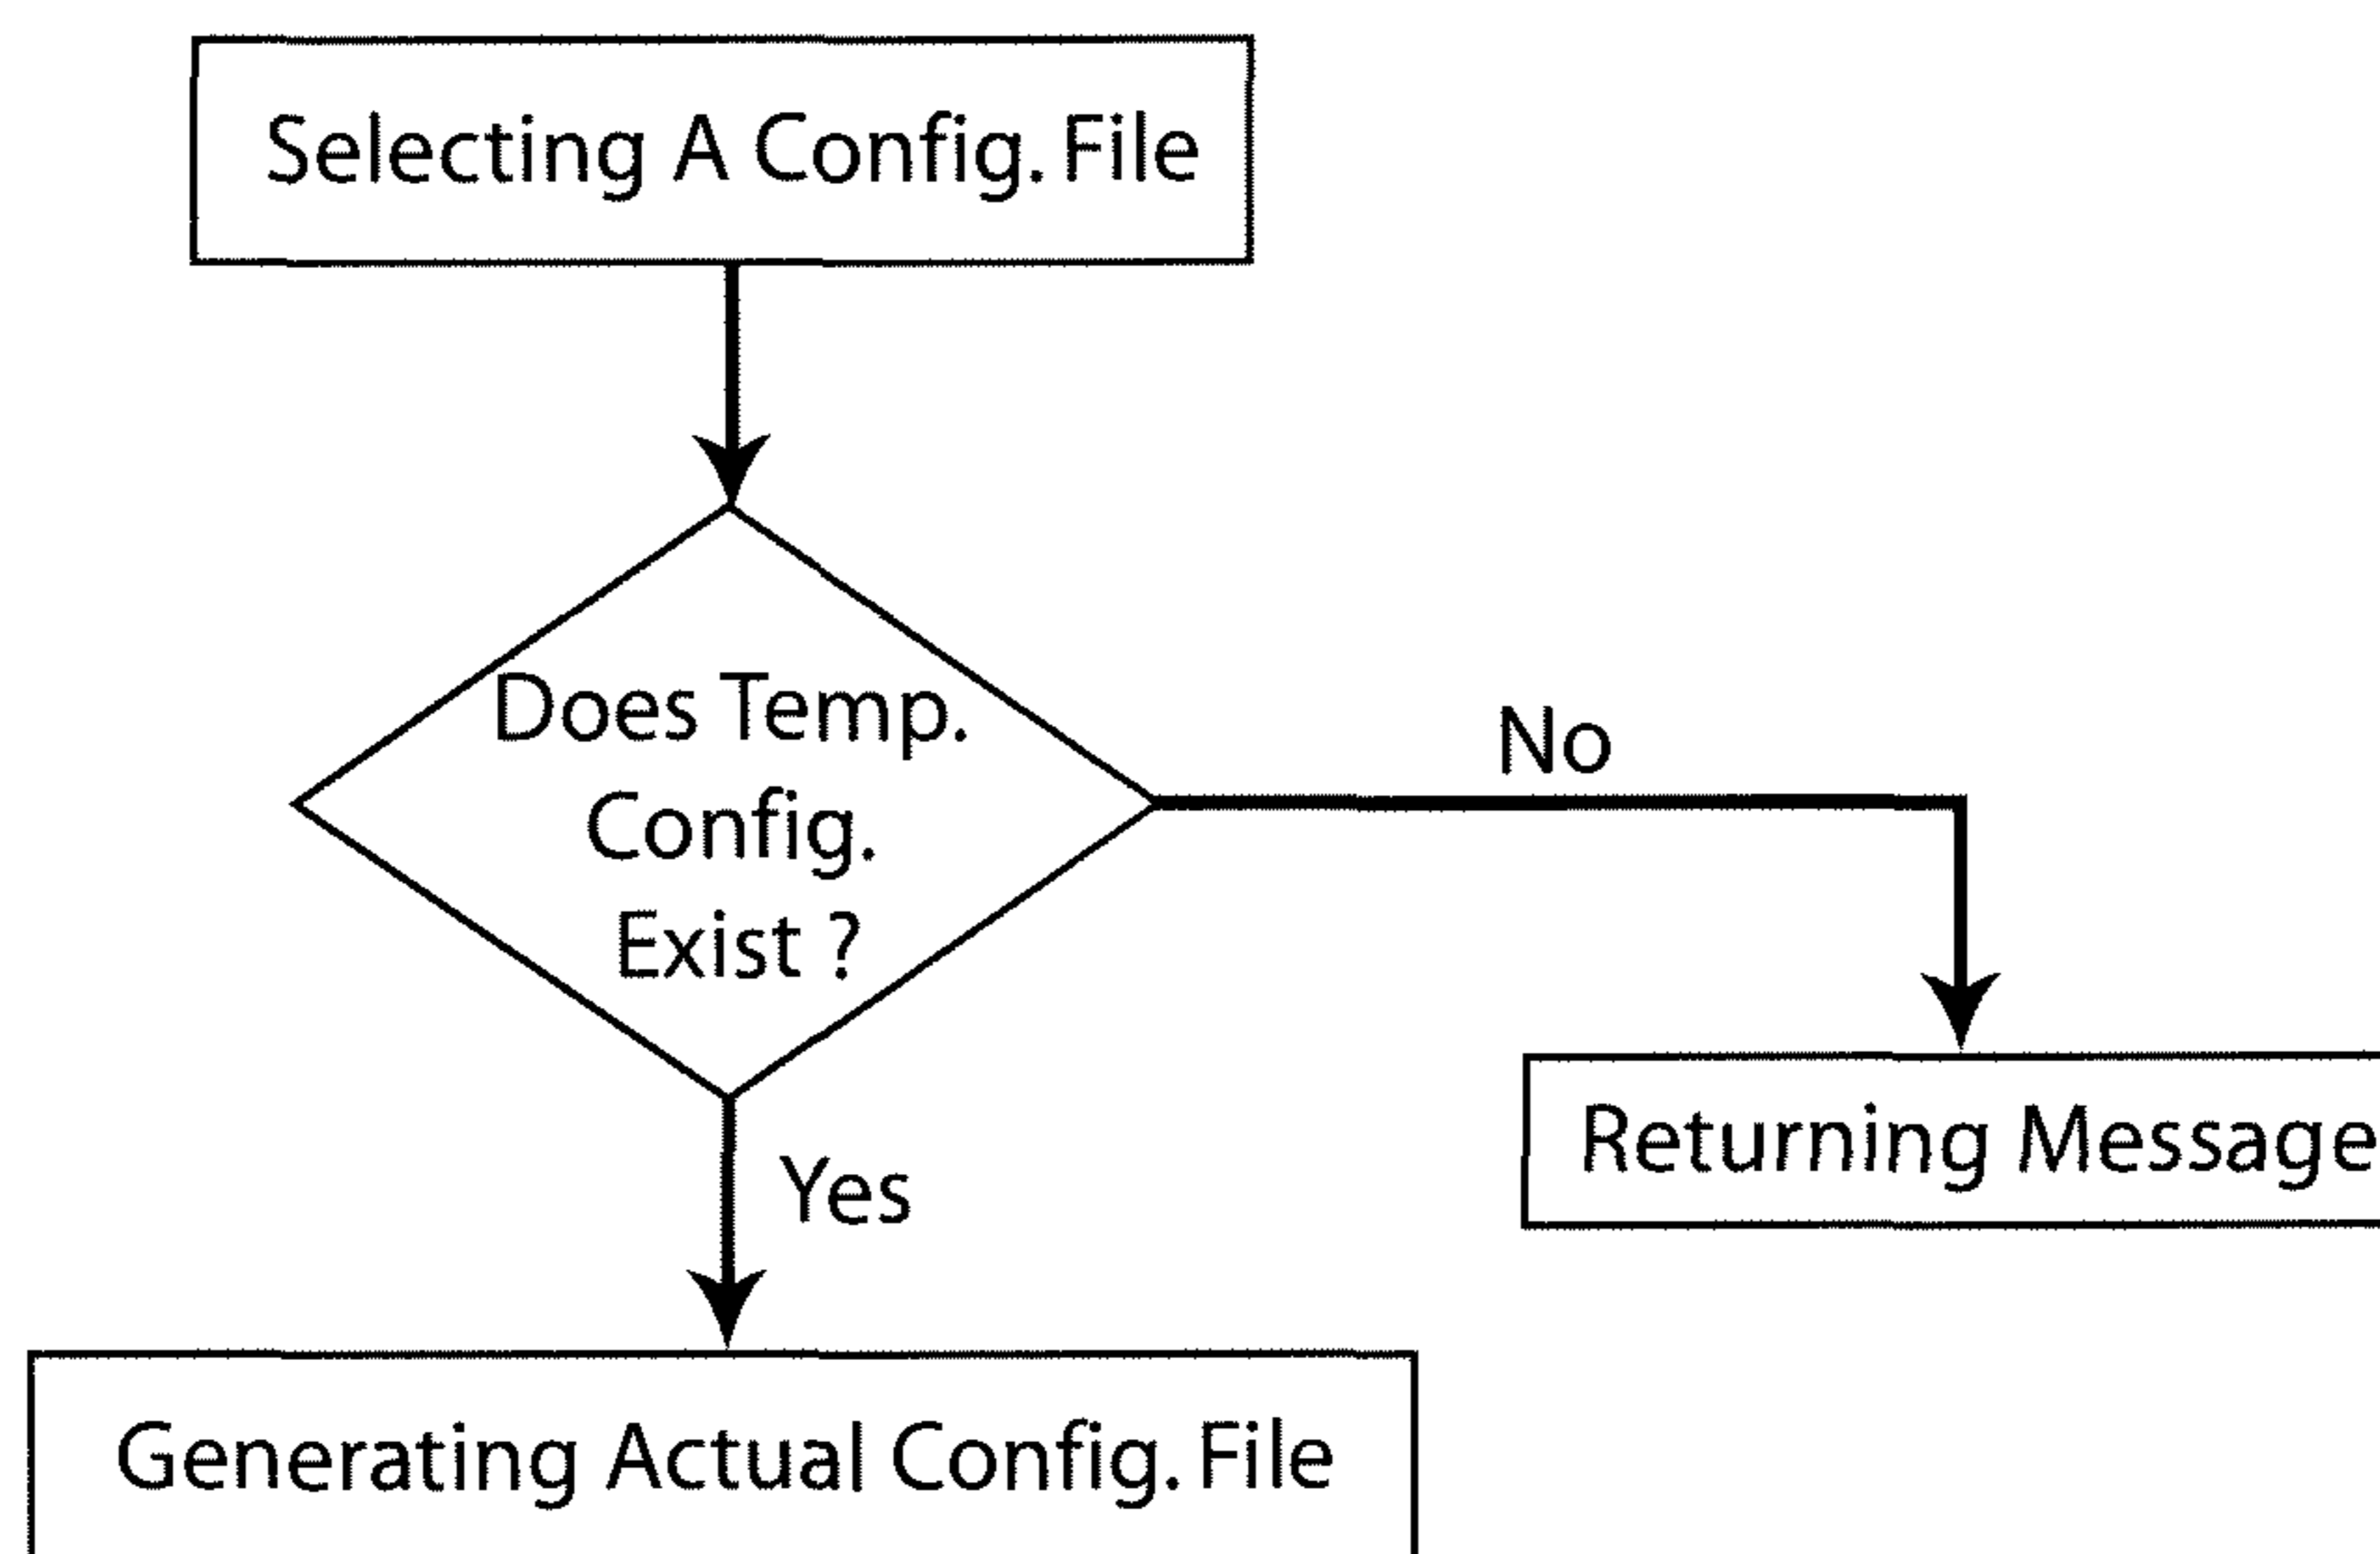 Selecting A Config. File
Does Temp.
Config.
Exist ?
No
Returning Message
Yes
Generating Actual Config. File